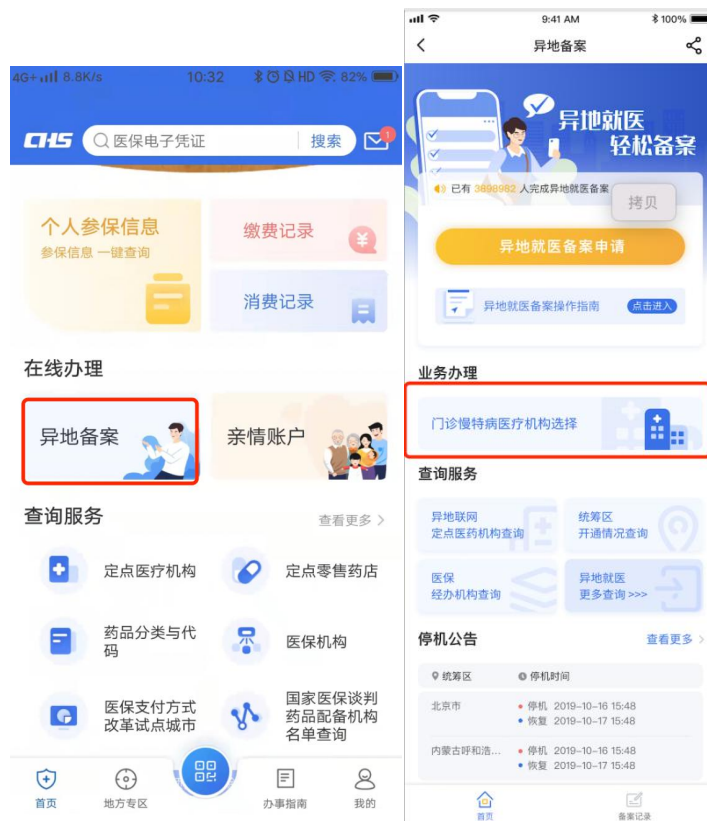 4G+ 8.8K/s 10:32 HD 82%
CHS 医保电子凭证 搜索 1
个人参保信息
参保信息 一键查询
缴费记录
消费记录
在线办理
异地备案
亲情账户
查询服务 查看更多 >
定点医疗机构
定点零售药店
药品分类与代
码
医保机构
医保支付方式
改革试点城市
国家医保谈判
药品配备机构
名单查询
首页
地方专区
办事指南
我的
9:41 AM 100%
异地备案
异地就医
轻松备案
已有 3898982 人完成异地就医备案
拷贝
异地就医备案申请
异地就医备案操作指南 点击进入
业务办理
门诊慢特病医疗机构选择
查询服务
异地联网
定点医药机构查询
统筹区
开通情况查询
医保
经办机构查询
异地就医
更多查询 >>>
停机公告 查看更多 >
统筹区 停机时间
北京市 停机 2019-10-16 15:48
恢复 2019-10-17 15:48
内蒙古呼和浩... 停机 2019-10-16 15:48
恢复 2019-10-17 15:48
首页
备案记录